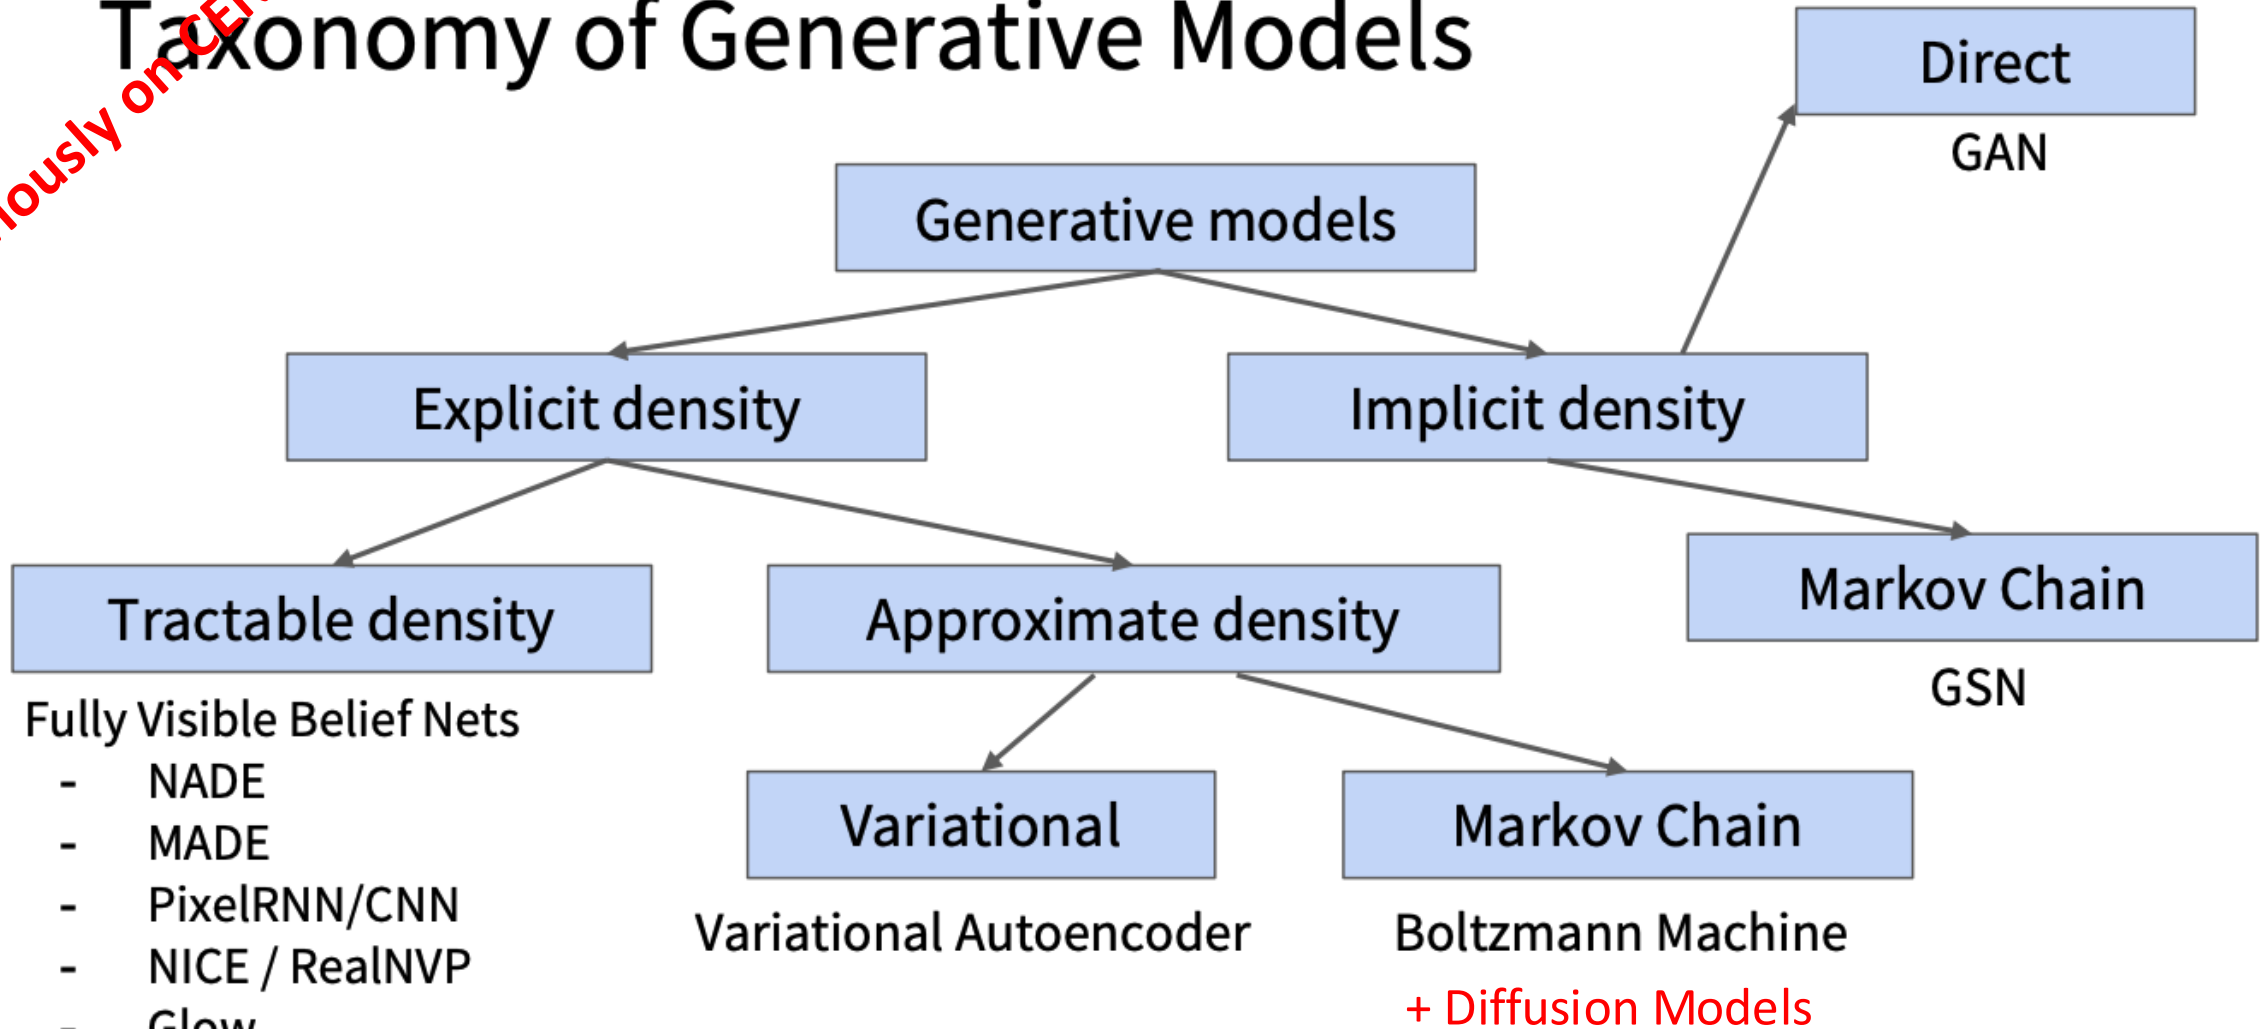 Taxonomy of Generative Models
Direct
GAN
Generative models
Explicit density
Implicit density
Tractable density
Approximate density
Markov Chain
GSN
Fully Visible Belief Nets
- NADE
- MADE
- PixelRNN/CNN
- NICE / RealNVP
- Glow
Variational
Markov Chain
Variational Autoencoder
Boltzmann Machine
+ Diffusion Models
on